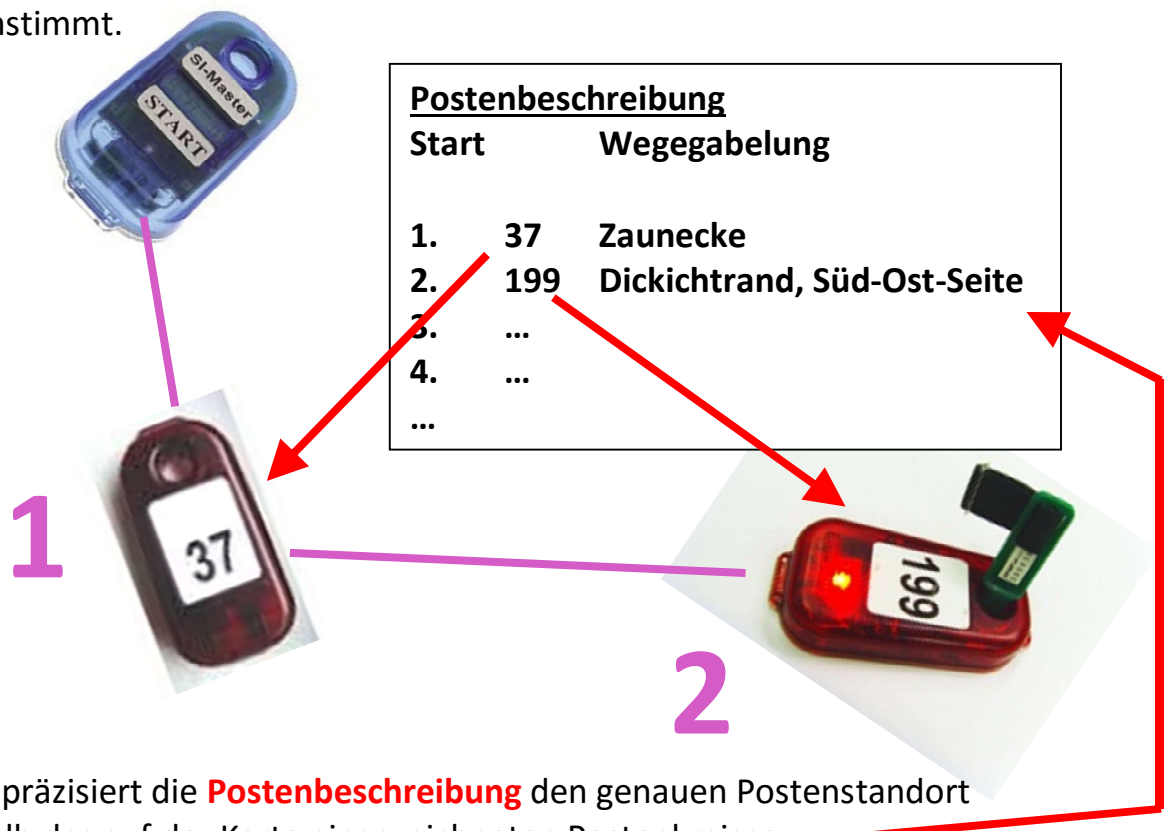 nstimmt.
SI-Master
START
Postenbeschreibung
Start Wegegabelung
1. 37 Zaunecke
2. 199 Dickichtrand, Süd-Ost-Seite
3. …
4. …
…
1
37
199
2
präzisiert die Postenbeschreibung den genauen Postenstandort